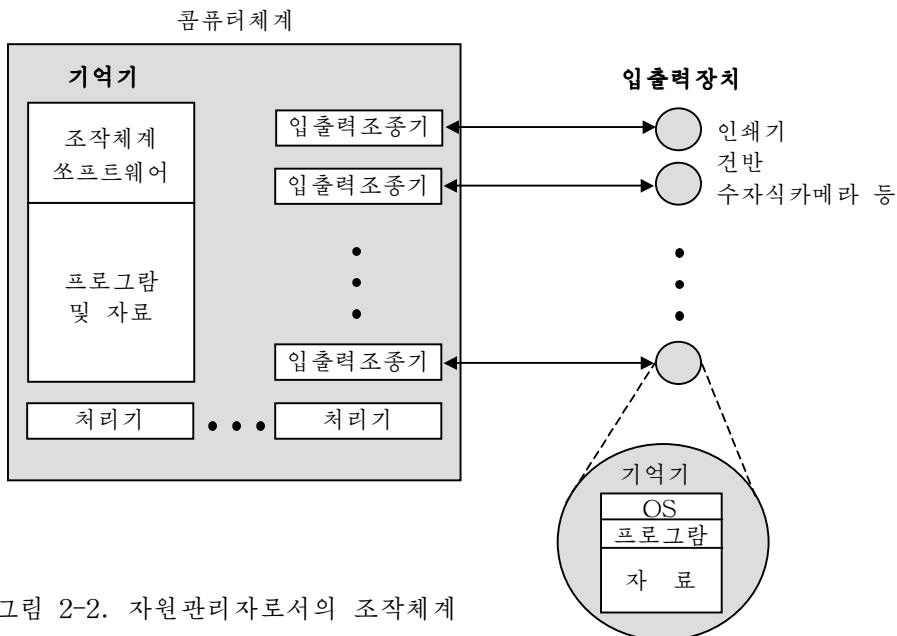 콤퓨터체계
기억기
입출력장치
조작체계
쏘프트웨어
프로그람
및 자료
입출력조종기
입출력조종기
입출력조종기
인쇄기
건반
수자식카메라 등
처리기
처리기
기억기
OS
프로그람
자 료
그림 2-2. 자원관리자로서의 조작체계